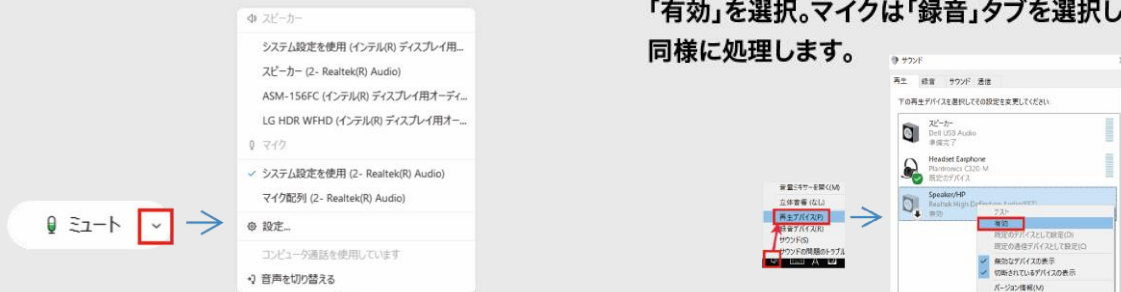 ミュート
スピーカー
システム設定を使用 (インテル(R) ディスプレイ用...
スピーカー (2- Realtek(R) Audio)
ASM-156FC (インテル(R) ディスプレイ用オーディ...
LG HDR WFHD (インテル(R) ディスプレイ用オー...
マイク
システム設定を使用 (2- Realtek(R) Audio)
マイク配列 (2- Realtek(R) Audio)
設定...
コンピュータ通話を使用しています
音声を切り替える
「有効」を選択。マイクは「録音」タブを選択し
同様に処理します。
音量ミキサーを開く(M)
立体音響 (なし)
再生デバイス(P)
録音デバイス(R)
サウンド(S)
サウンドの問題のトラブル
サウンド
再生 録音 サウンド 通信
下の再生デバイスを選択してその設定を変更してください:
スピーカー
Dell USB Audio
準備完了
Headset Earphone
Plantronics C320-M
既定のデバイス
Speaker/HP
Realtek High Definition Audio(SST)
無効
テスト
有効
既定のデバイスとして設定(D)
既定の通信デバイスとして設定(C)
無効なデバイスの表示
切断されているデバイスの表示
バージョン情報(M)